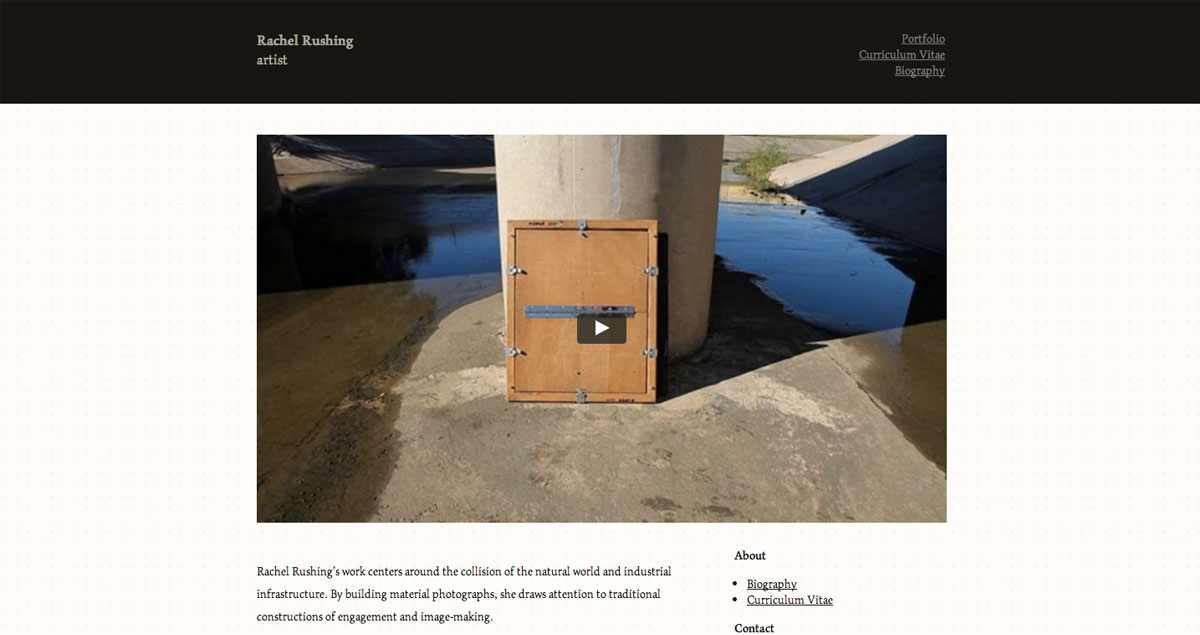 Rachel Rushing
artist
Portfolio
Curriculum Vitae
Biography
Rachel Rushing's work centers around the collision of the natural world and industrial
infrastructure. By building material photographs, she draws attention to traditional
constructions of engagement and image-making.
About
Biography
Curriculum Vitae
Contact